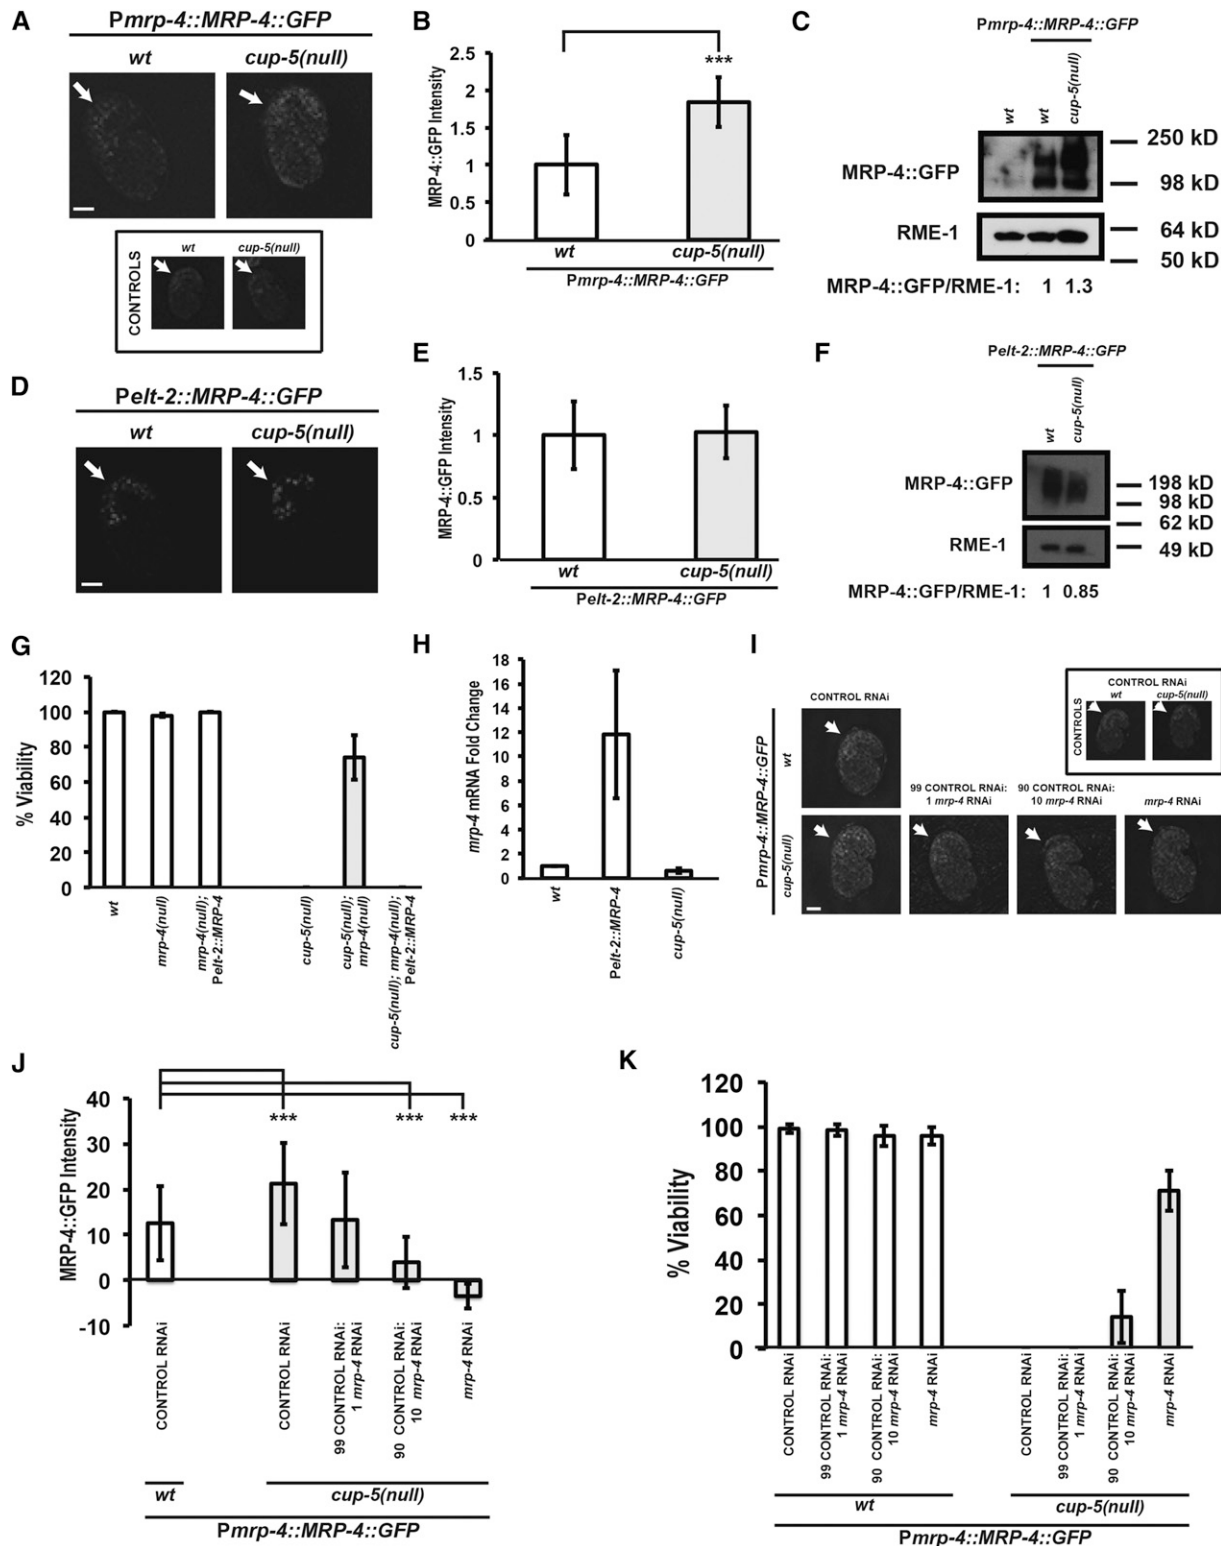 A
Pmrp-4::MRP-4::GFP
wt
cup-5(null)
CONTROLS
wt
cup-5(null)
B
MRP-4::GFP Intensity
2.5
2
1.5
1
0.5
0
***
wt
cup-5(null)
Pmrp-4::MRP-4::GFP
C
Pmrp-4::MRP-4::GFP
wt
wt
cup-5(null)
MRP-4::GFP
250 kD
98 kD
RME-1
64 kD
50 kD
MRP-4::GFP/RME-1: 1 1.3
D
Pelt-2::MRP-4::GFP
wt
cup-5(null)
E
MRP-4::GFP Intensity
1.5
1
0.5
0
wt
cup-5(null)
Pelt-2::MRP-4::GFP
F
Pelt-2::MRP-4::GFP
wt
cup-5(null)
MRP-4::GFP
198 kD
98 kD
62 kD
RME-1
49 kD
MRP-4::GFP/RME-1: 1 0.85
G
% Viability
120
100
80
60
40
20
0
wt
mrp-4(null)
mrp-4(null);
Pelt-2::MRP-4
cup-5(null)
cup-5(null);
mrp-4(null)
cup-5(null); mrp-4(null);
Pelt-2::MRP-4
H
mrp-4 mRNA Fold Change
18
16
14
12
10
8
6
4
2
0
wt
Pelt-2::MRP-4
cup-5(null)
I
CONTROL RNAi
CONTROLS
CONTROL RNAi
wt
cup-5(null)
Pmrp-4::MRP-4::GFP
wt
cup-5(null)
99 CONTROL RNAi:
1 mrp-4 RNAi
90 CONTROL RNAi:
10 mrp-4 RNAi
mrp-4 RNAi
J
MRP-4::GFP Intensity
40
30
20
10
0
-10
***
***
***
CONTROL RNAi
CONTROL RNAi
99 CONTROL RNAi:
1 mrp-4 RNAi
90 CONTROL RNAi:
10 mrp-4 RNAi
mrp-4 RNAi
wt
cup-5(null)
Pmrp-4::MRP-4::GFP
K
% Viability
120
100
80
60
40
20
0
CONTROL RNAi
99 CONTROL RNAi:
1 mrp-4 RNAi
90 CONTROL RNAi:
10 mrp-4 RNAi
mrp-4 RNAi
CONTROL RNAi
99 CONTROL RNAi:
1 mrp-4 RNAi
90 CONTROL RNAi:
10 mrp-4 RNAi
mrp-4 RNAi
wt
cup-5(null)
Pmrp-4::MRP-4::GFP